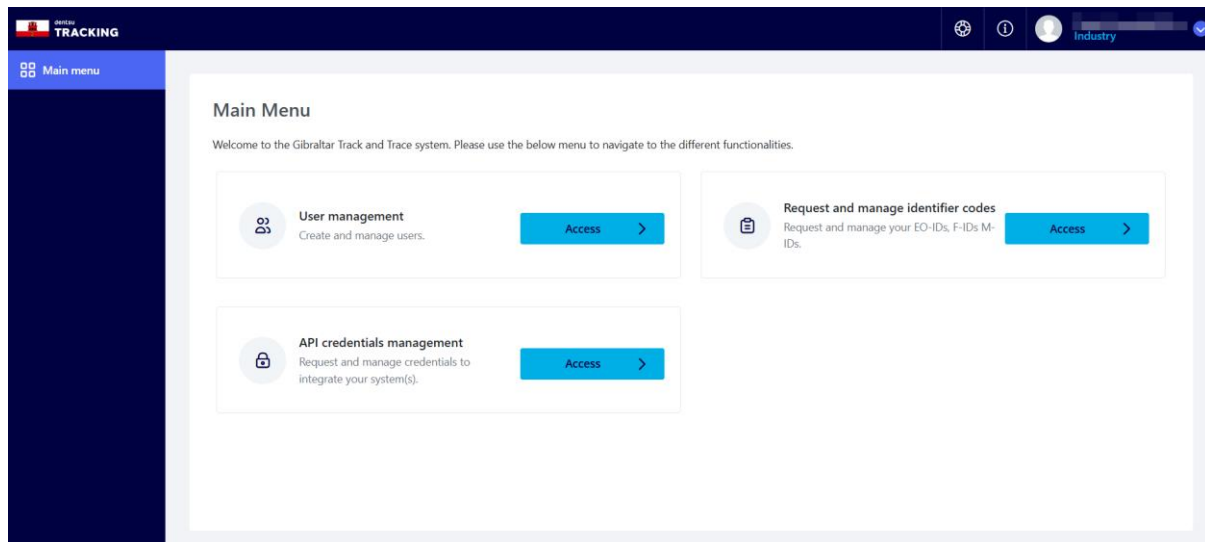 dentsu
TRACKING
Industry
Main menu
Main Menu
Welcome to the Gibraltar Track and Trace system. Please use the below menu to navigate to the different functionalities.
User management
Create and manage users.
Access
Request and manage identifier codes
Request and manage your EO-IDs, F-IDs M-
IDs.
Access
API credentials management
Request and manage credentials to
integrate your system(s).
Access